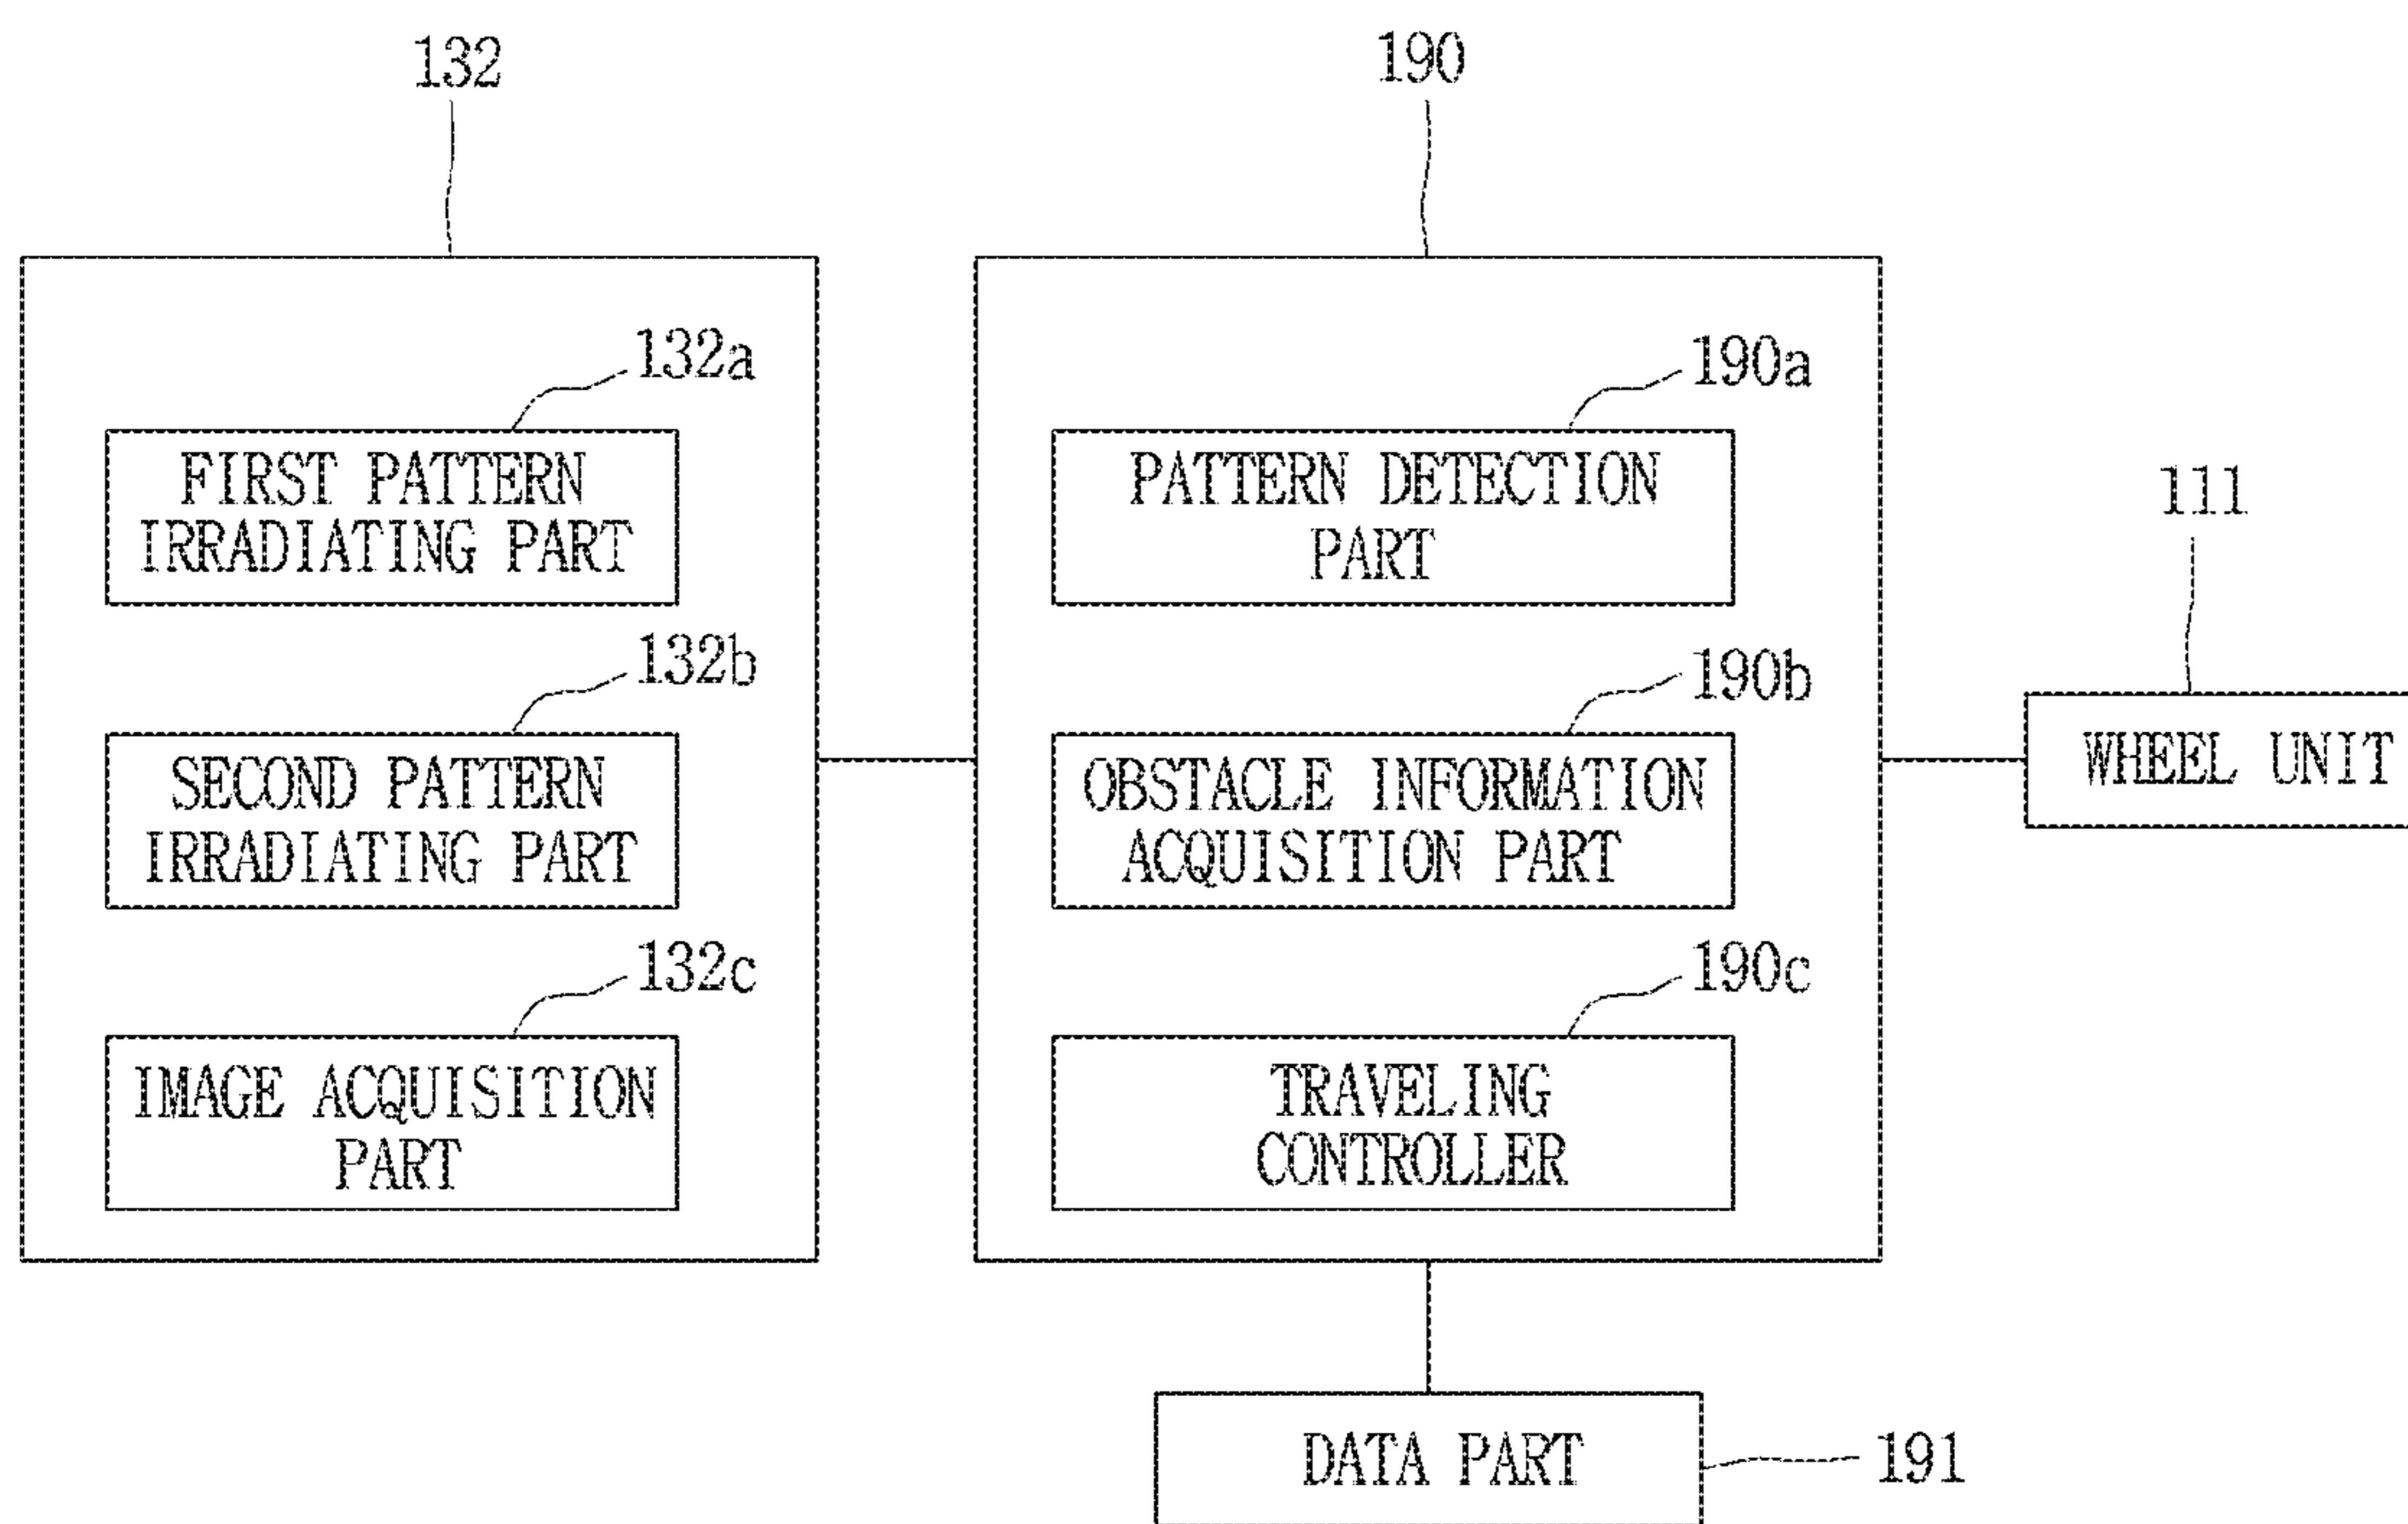 132
190
132a
FIRST PATTERN
IRRADIATING PART
132b
SECOND PATTERN
IRRADIATING PART
132c
IMAGE ACQUISITION
PART
190a
PATTERN DETECTION
PART
190b
OBSTACLE INFORMATION
ACQUISITION PART
190c
TRAVELING
CONTROLLER
111
WHEEL UNIT
DATA PART
191